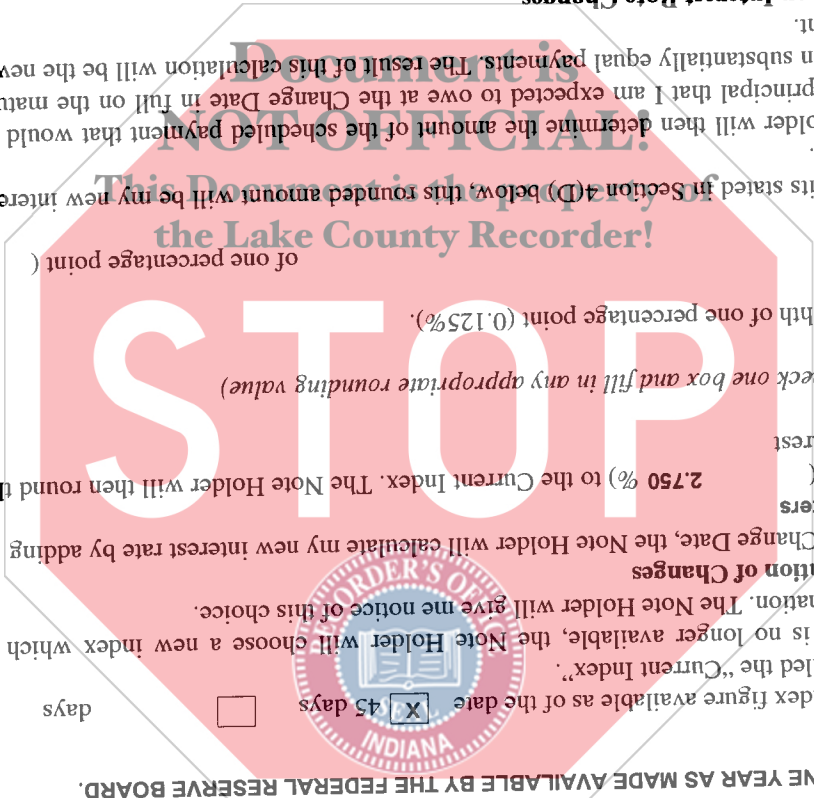 NE YEAR AS MADE AVAILABLE BY THE FEDERAL RESERVE BOARD.
dex figure available as of the date X 45 days days
led the "Current Index".
is no longer available, the Note Holder will choose a new index which
nation. The Note Holder will give me notice of this choice.
tion of Changes
Change Date, the Note Holder will calculate my new interest rate by adding
ers
( 2.750 %) to the Current Index. The Note Holder will then round t
rest
eck one box and fill in any appropriate rounding value)
hth of one percentage point (0.125%).
of one percentage point (
its stated in Section 4(D) below, this rounded amount will be my new intere
older will then determine the amount of the scheduled payment that would
principal that I am expected to owe at the Change Date in full on the matu
n substantially equal payments. The result of this calculation will be the new
nt.
Interest Rate Changes
Document is
NOT OFFICIAL!
This Document is the property of
the Lake County Recorder!
STOP
RECORDER'S OFFICE
SEAL
INDIANA